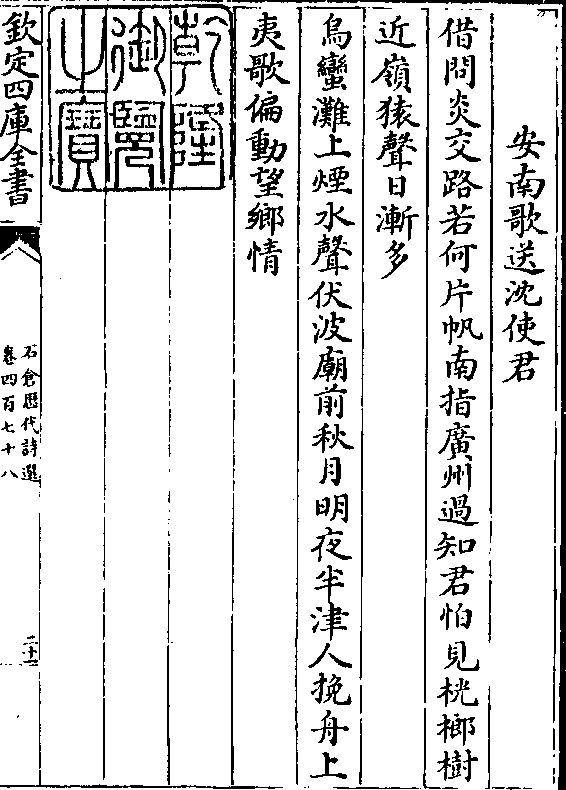 安南歌送沈使君
借問炎交路若何片帆南指廣州過知君怕見桄榔樹
近嶺猿聲日漸多
烏蠻灘上煙水聲伏波廟前秋月明夜半津人挽舟上
夷歌偏動望鄉情
乾隆御覽之寶
欽定四庫全書
石倉歷代詩選
卷四百七十八
二十一